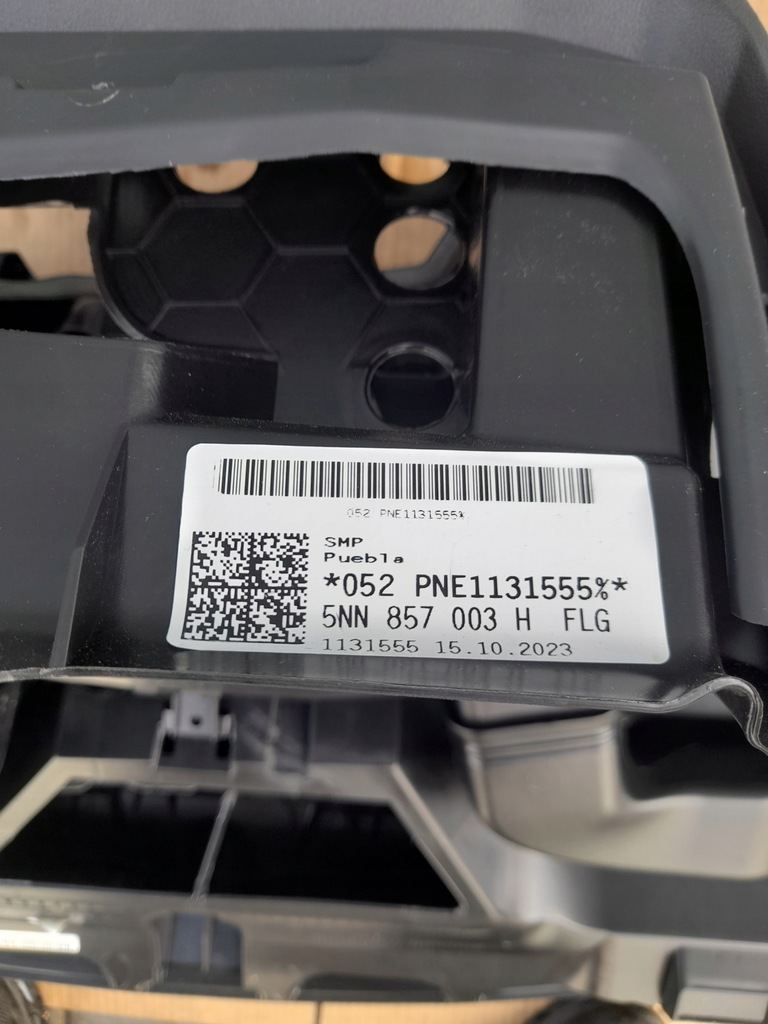 052 PNE1131555*
SMP
Puebla
*052 PNE1131555%*
5NN 857 003 H FLG
1131555 15.10.2023